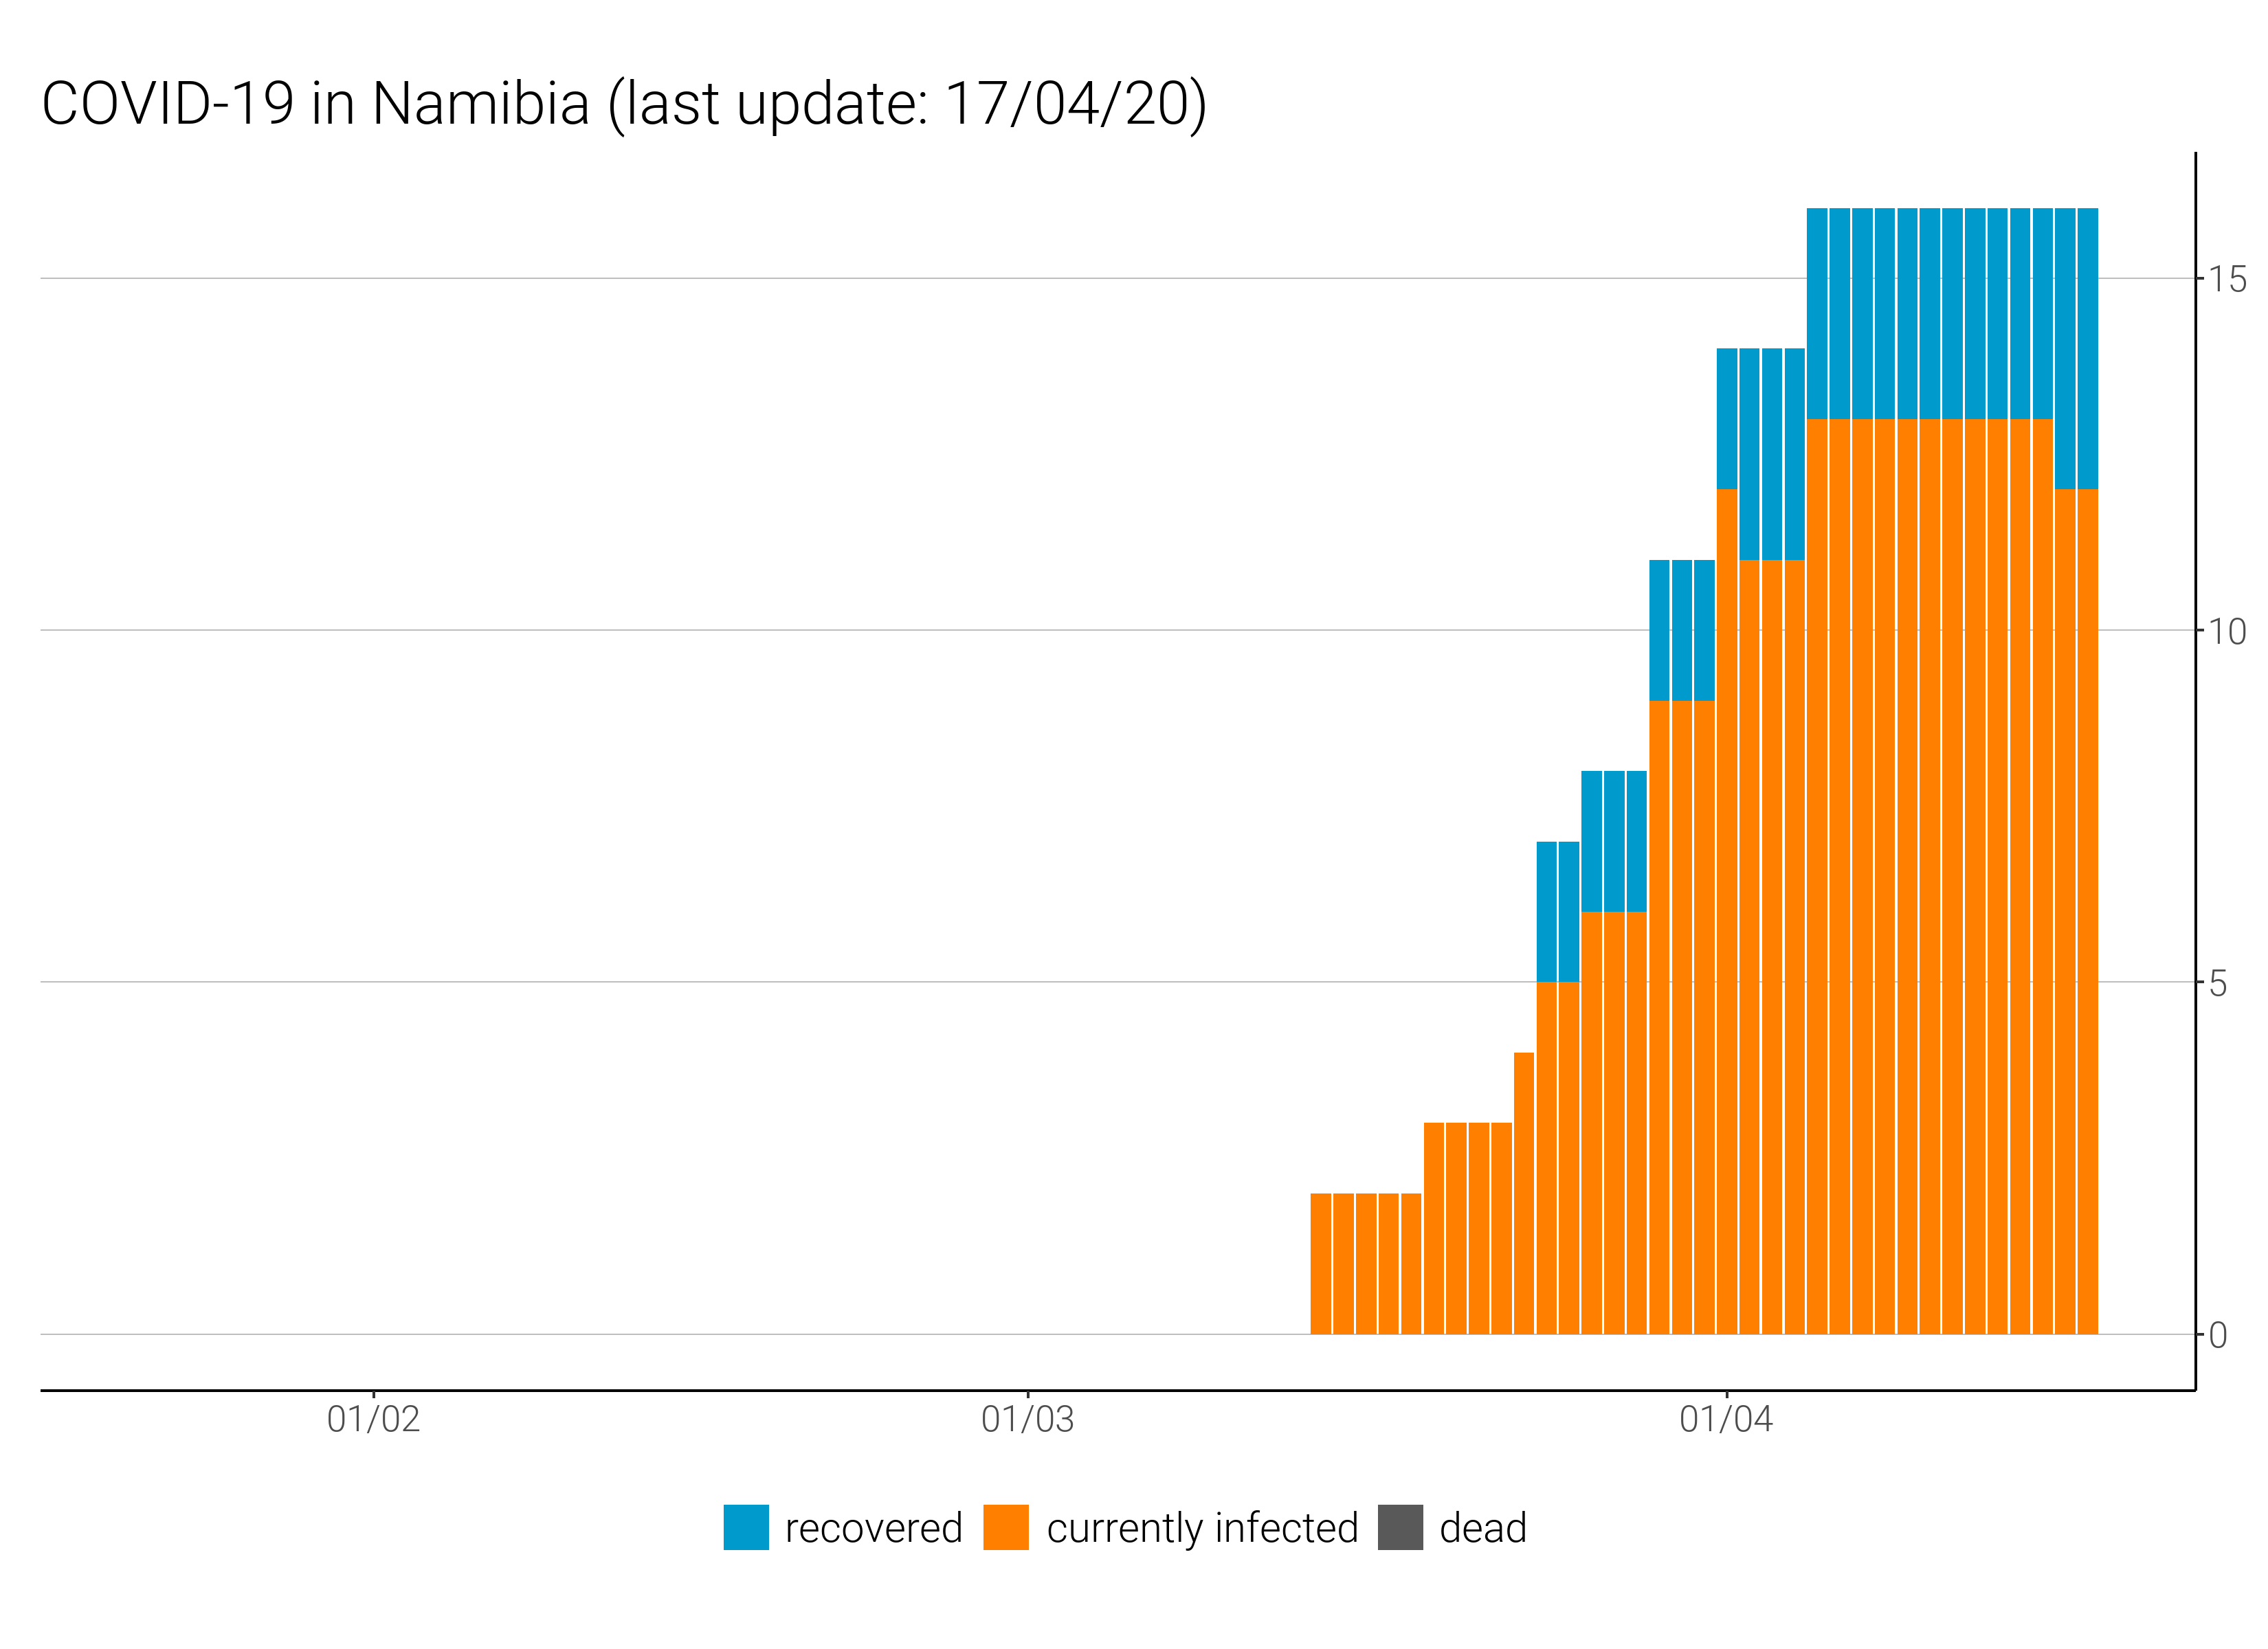 COVID-19 in Namibia (last update: 17/04/20)
15
10
5
0
01/02 01/03 01/04
recovered currently infected dead